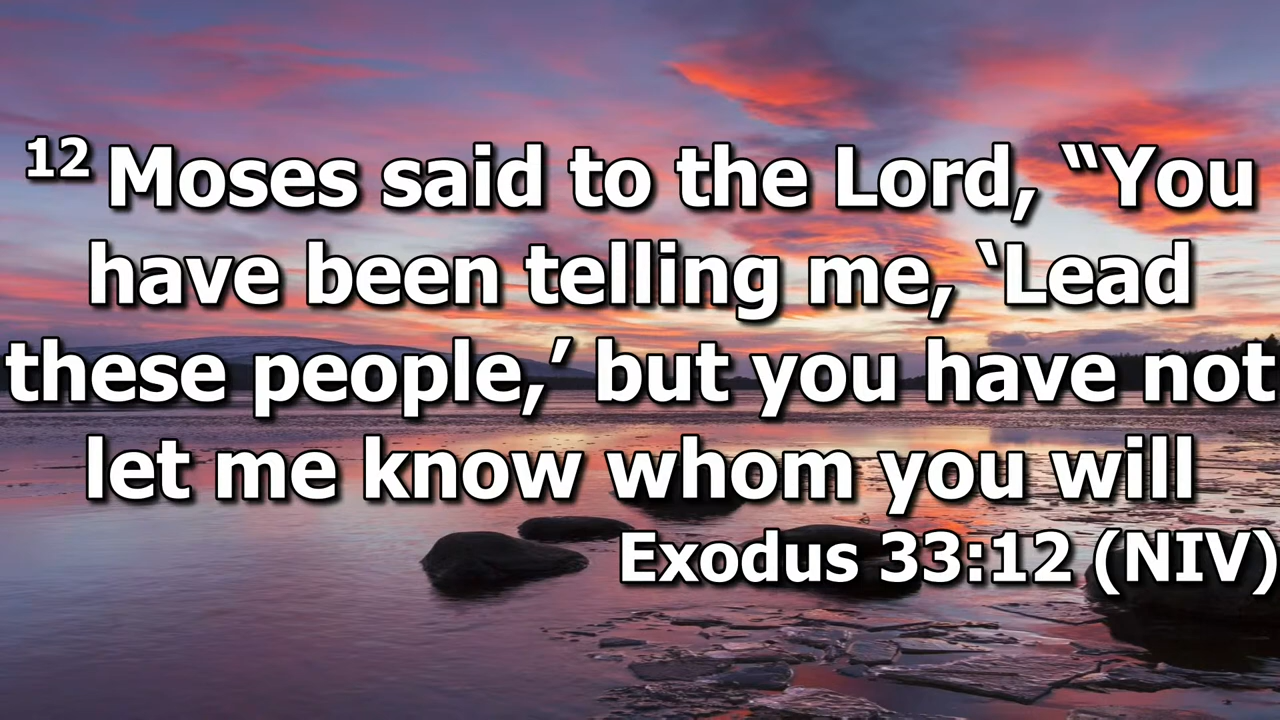 12 Moses said to the Lord, “You
have been telling me, ‘Lead
these people,’ but you have not
let me know whom you will
Exodus 33:12 (NIV)